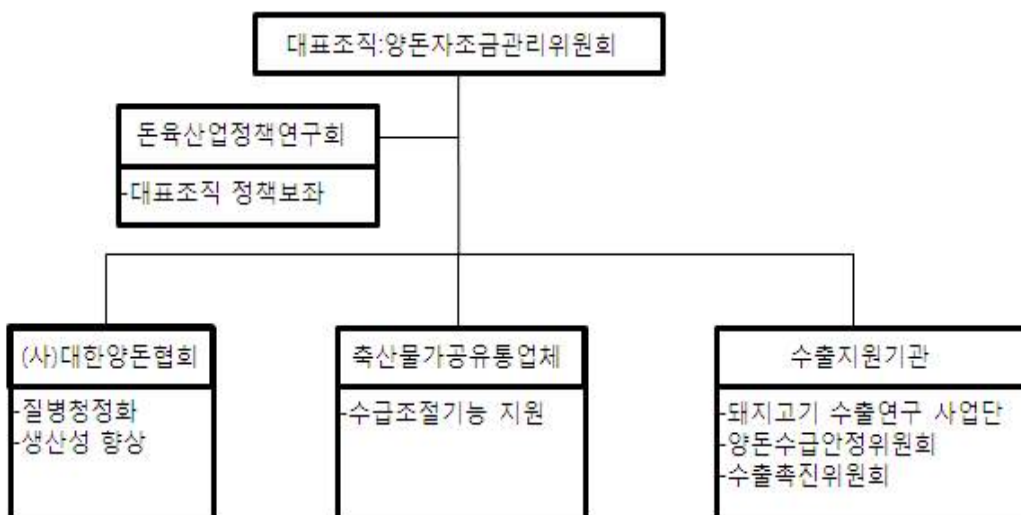 대표조직:양돈자조금관리위원회
돈육산업정책연구회
-대표조직 정책보좌
(사)대한양돈협회
-질병청정화
-생산성 향상
축산물가공유통업체
-수급조절기능 지원
수출지원기관
-돼지고기 수출연구 사업단
-양돈수급안정위원회
-수출촉진위원회